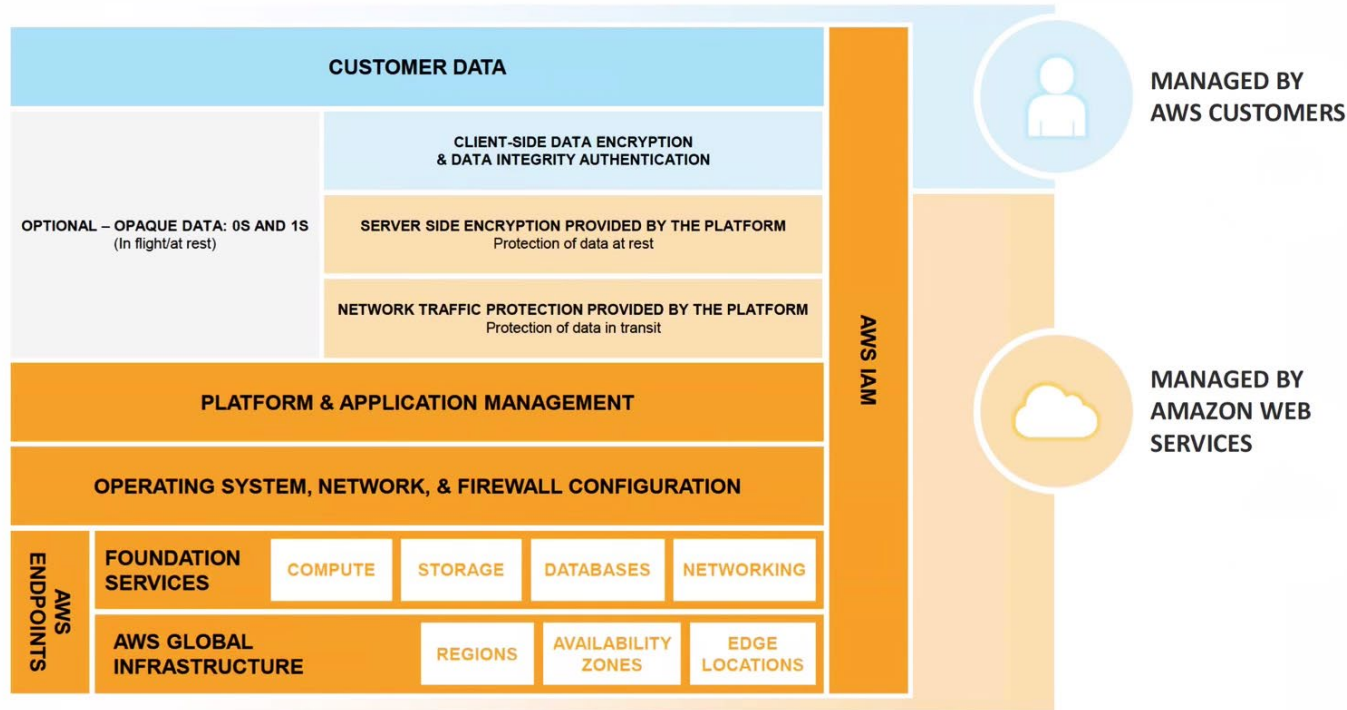 CUSTOMER DATA
CLIENT-SIDE DATA ENCRYPTION
& DATA INTEGRITY AUTHENTICATION
OPTIONAL – OPAQUE DATA: 0S AND 1S
(In flight/at rest)
SERVER SIDE ENCRYPTION PROVIDED BY THE PLATFORM
Protection of data at rest
NETWORK TRAFFIC PROTECTION PROVIDED BY THE PLATFORM
Protection of data in transit
PLATFORM & APPLICATION MANAGEMENT
OPERATING SYSTEM, NETWORK, & FIREWALL CONFIGURATION
AWS
ENDPOINTS
FOUNDATION
SERVICES
COMPUTE
STORAGE
DATABASES
NETWORKING
AWS GLOBAL
INFRASTRUCTURE
REGIONS
AVAILABILITY
ZONES
EDGE
LOCATIONS
AWS IAM
MANAGED BY
AWS CUSTOMERS
MANAGED BY
AMAZON WEB
SERVICES